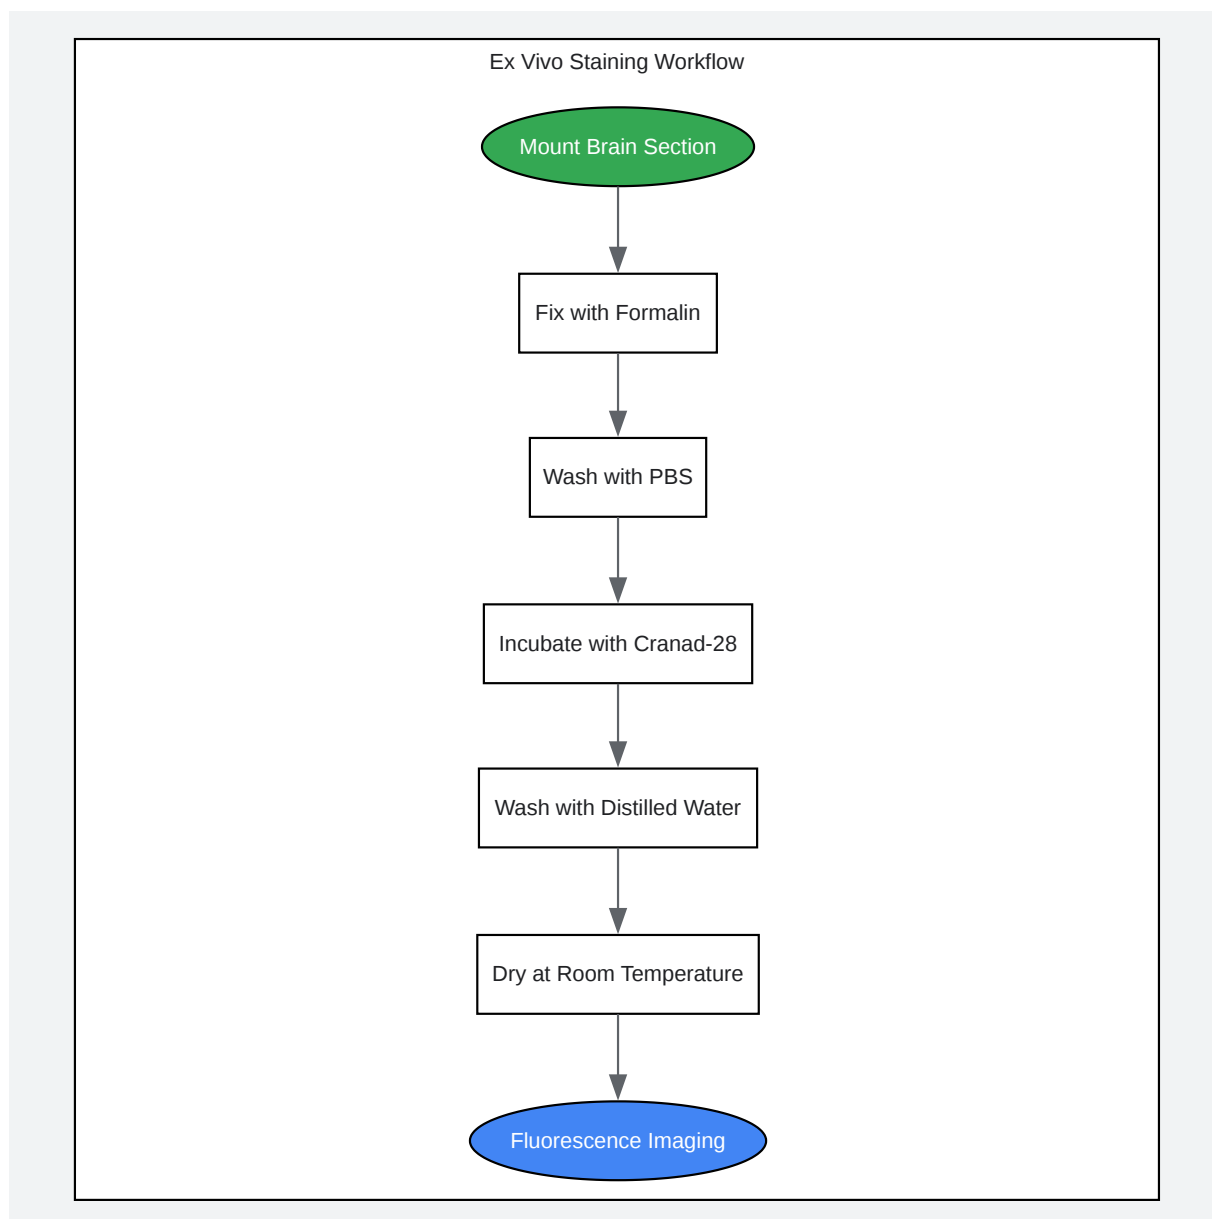 Ex Vivo Staining Workflow
Mount Brain Section
Fix with Formalin
Wash with PBS
Incubate with Cranad-28
Wash with Distilled Water
Dry at Room Temperature
Fluorescence Imaging